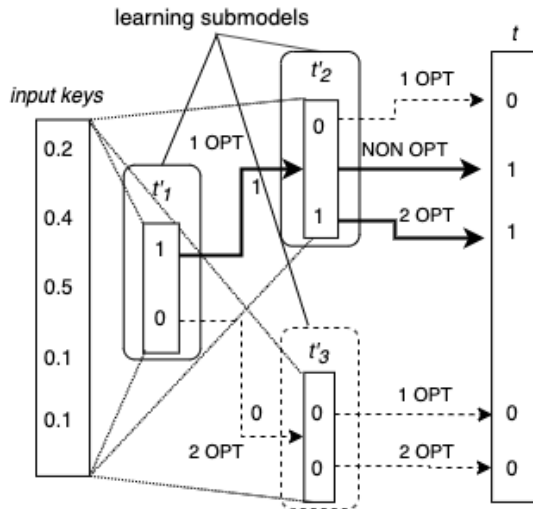 learning submodels
t
t'2
input keys
1 OPT
0
0
0.2
1 OPT
NON OPT
t'1
1
1
0.4
1
2 OPT
1
1
0.5
0
t'3
0.1
1 OPT
0
0
0
0.1
2 OPT
2 OPT
0
0